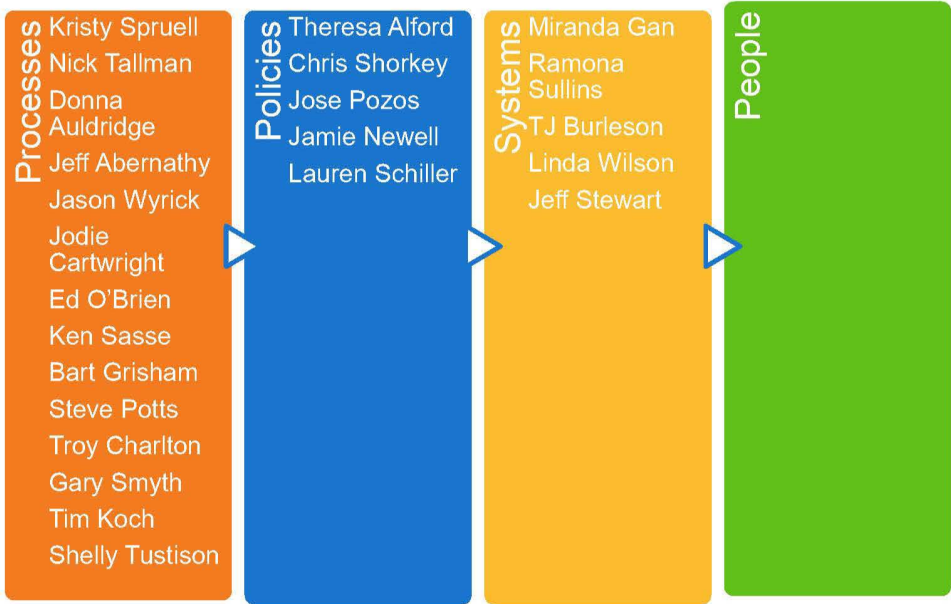 Processes
Kristy Spruell
Nick Tallman
Donna
Auldridge
Jeff Abernathy
Jason Wyrick
Jodie
Cartwright
Ed O’Brien
Ken Sasse
Bart Grisham
Steve Potts
Troy Charlton
Gary Smyth
Tim Koch
Shelly Tustison
Policies
Theresa Alford
Chris Shorkey
Jose Pozos
Jamie Newell
Lauren Schiller
Systems
Miranda Gan
Ramona
Sullins
TJ Burleson
Linda Wilson
Jeff Stewart
People